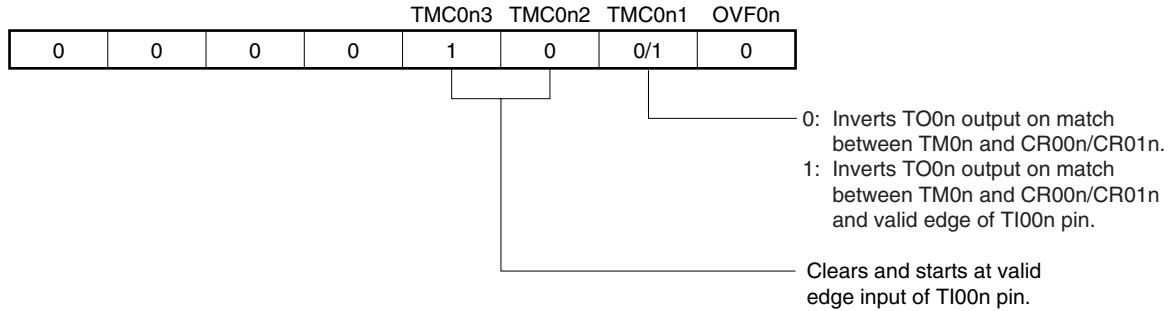 TMC0n3 TMC0n2 TMC0n1 OVF0n
0 0 0 0 1 0 0/1 0
0: Inverts TO0n output on match
between TM0n and CR00n/CR01n.
1: Inverts TO0n output on match
between TM0n and CR00n/CR01n
and valid edge of TI00n pin.
Clears and starts at valid
edge input of TI00n pin.